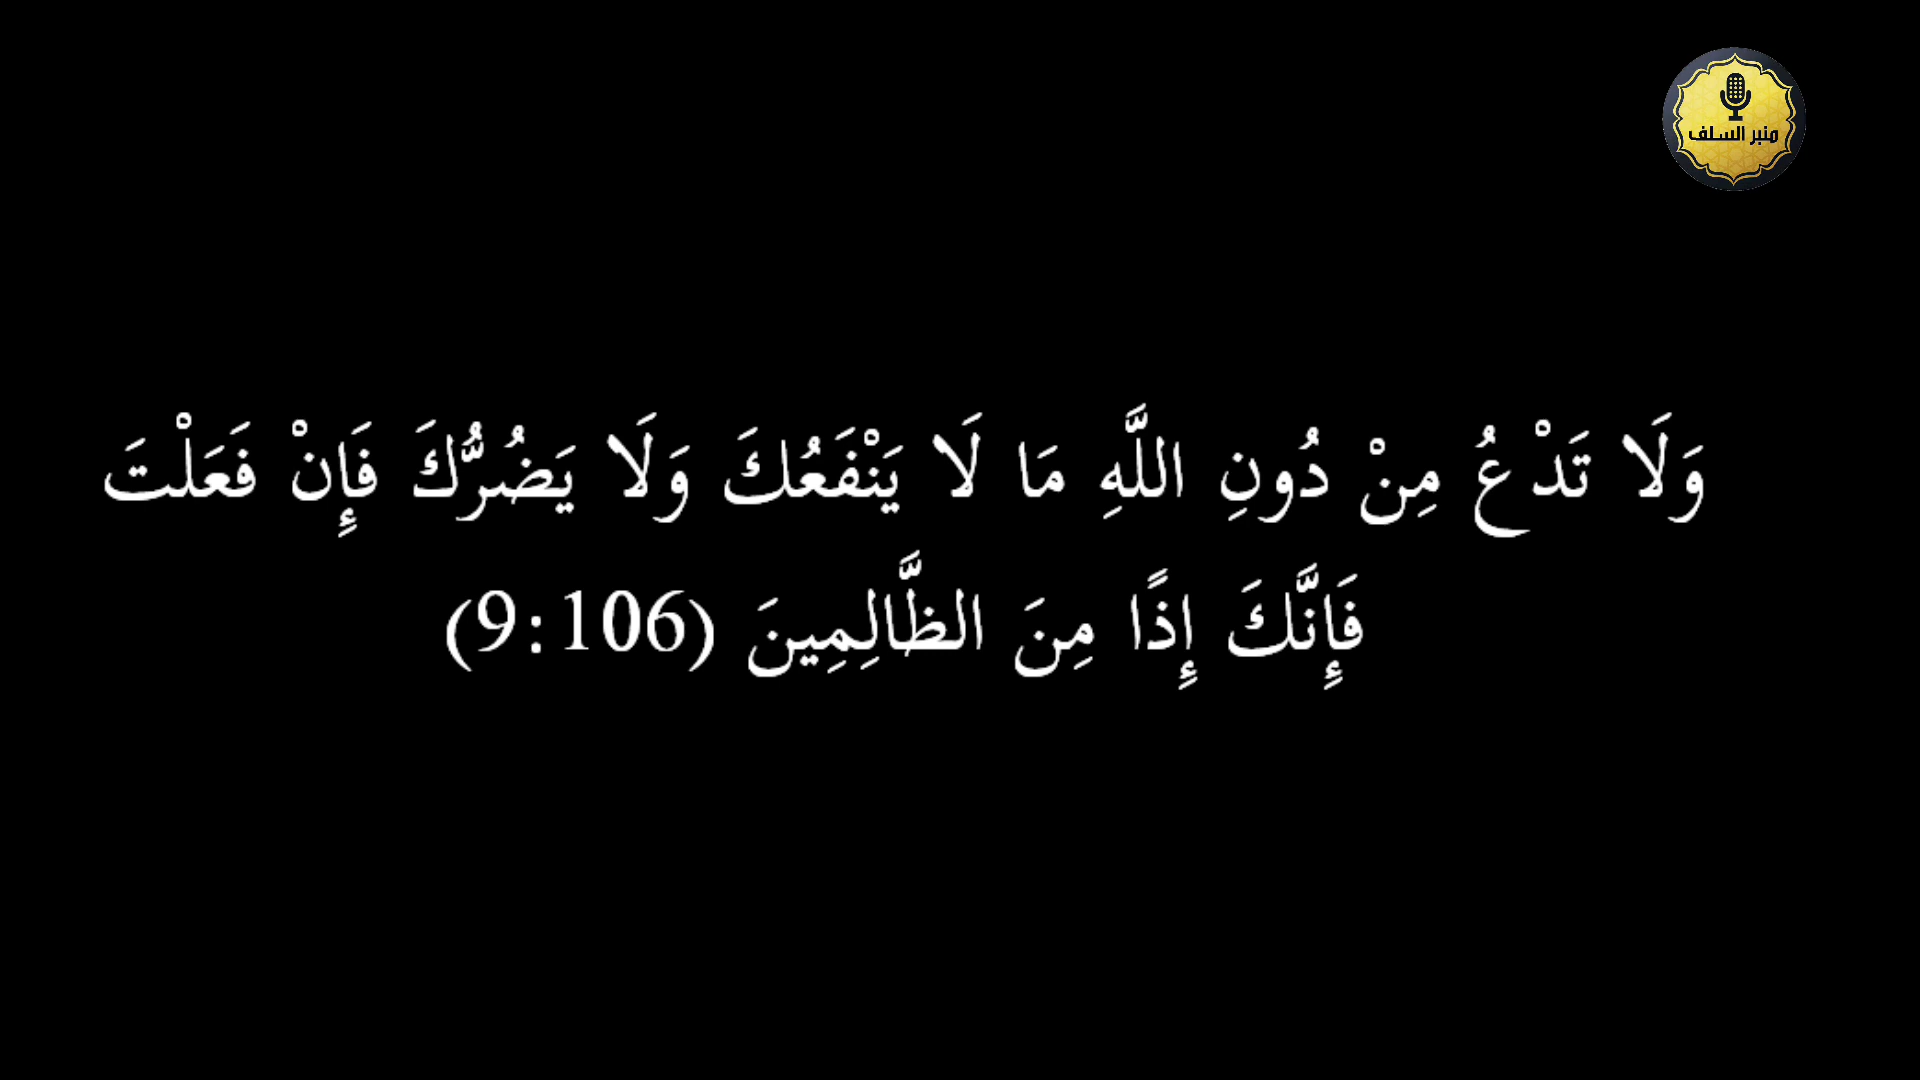 منبر السلف
وَلَا تَدْعُ مِنْ دُونِ اللَّهِ مَا لَا يَنْفَعُكَ وَلَا يَضُرُّكَ فَإِنْ فَعَلْتَ
فَإِنَّكَ إِذًا مِنَ الظَّالِمِينَ (9:106)